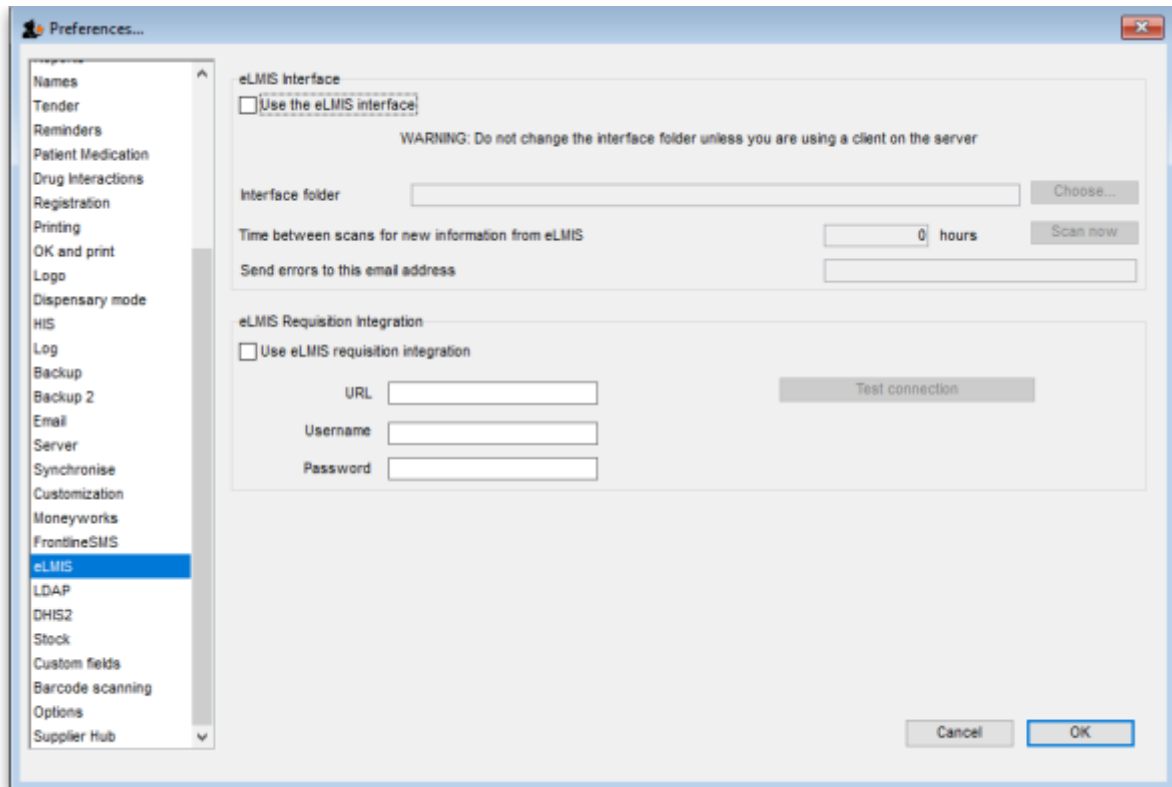 Preferences...
Names
Tender
Reminders
Patient Medication
Drug Interactions
Registration
Printing
OK and print
Logo
Dispensary mode
HIS
Log
Backup
Backup 2
Email
Server
Synchronise
Customization
Moneyworks
FrontlineSMS
eLMIS
LDAP
DHIS2
Stock
Custom fields
Barcode scanning
Options
Supplier Hub
eLMIS Interface
Use the eLMIS interface
WARNING: Do not change the interface folder unless you are using a client on the server
Interface folder Choose...
Time between scans for new information from eLMIS 0 hours Scan now
Send errors to this email address
eLMIS Requisition Integration
Use eLMIS requisition integration
URL Test connection
Username
Password
Cancel OK